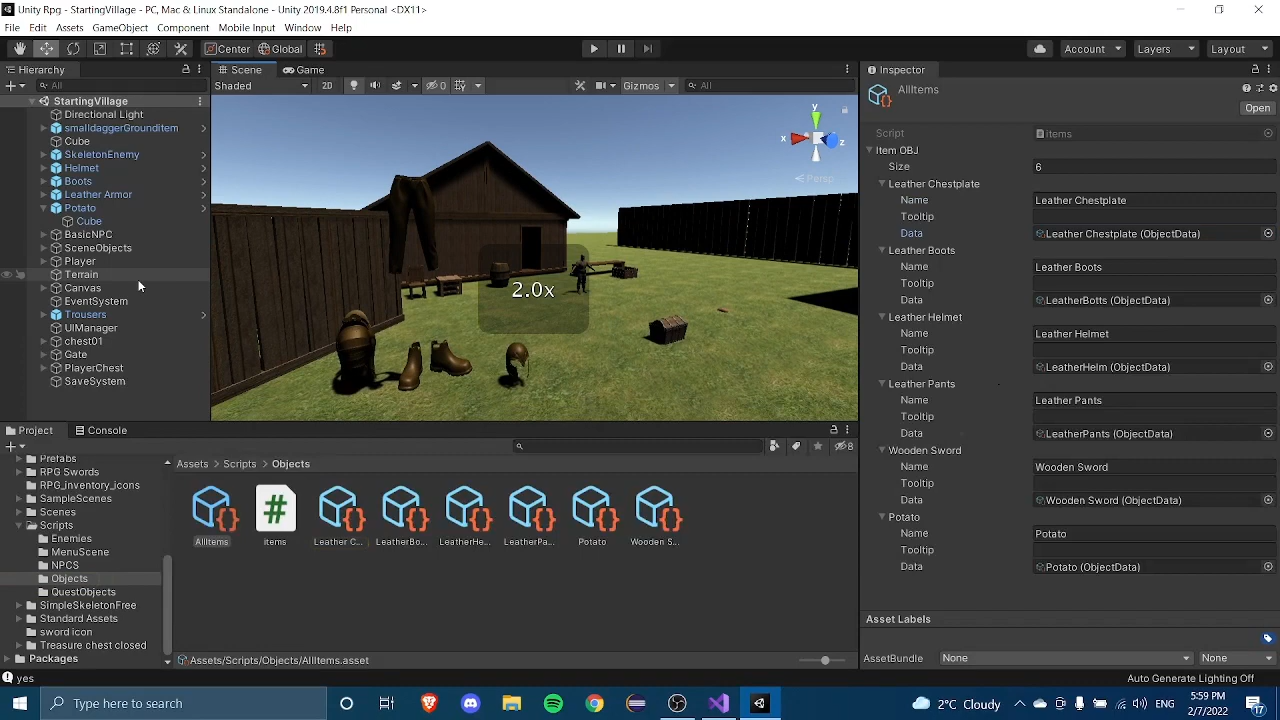 Unity Rpg - StartingVillage - PC, Mac & Linux Standalone - Unity 2019.4.8f1 Personal <DX11>
File Edit Assets GameObject Component Mobile Input Window Help
Center Global Account Layers Layout
Hierarchy
All
StartingVillage
Directional Light
smalldaggerGroundItem
Cube
SkeletonEnemy
Helmet
Boots
Leather Armor
Potato
Cube
BasicNPC
SceneObjects
Player
Terrain
Canvas
EventSystem
Trousers
UIManager
chest01
Gate
PlayerChest
SaveSystem
Scene Game
Shaded 2D 0 Gizmos All
y
x z
Persp
2.0x
Inspector
AllItems
Open
Script items
Item OBJ
Size 6
Leather Chestplate
Name Leather Chestplate
Tooltip
Data Leather Chestplate (ObjectData)
Leather Boots
Name Leather Boots
Tooltip
Data LeatherBotts (ObjectData)
Leather Helmet
Name Leather Helmet
Tooltip
Data LeatherHelm (ObjectData)
Leather Pants
Name Leather Pants
Tooltip
Data LeatherPants (ObjectData)
Wooden Sword
Name Wooden Sword
Tooltip
Data Wooden Sword (ObjectData)
Potato
Name Potato
Tooltip
Data Potato (ObjectData)
Asset Labels
AssetBundle None None
Project Console
8
Prefabs
RPG Swords
RPG_inventory_icons
SampleScenes
Scenes
Scripts
Enemies
MenuScene
NPCS
Objects
QuestObjects
SimpleSkeletonFree
Standard Assets
sword icon
Treasure chest closed
Packages
Assets > Scripts > Objects
AllItems items Leather C... LeatherBo... LeatherHe... LeatherPa... Potato Wooden S...
Assets/Scripts/Objects/AllItems.asset
yes
Auto Generate Lighting Off
Type here to search
2°C Cloudy ENG 5:59 PM
2/7/2022